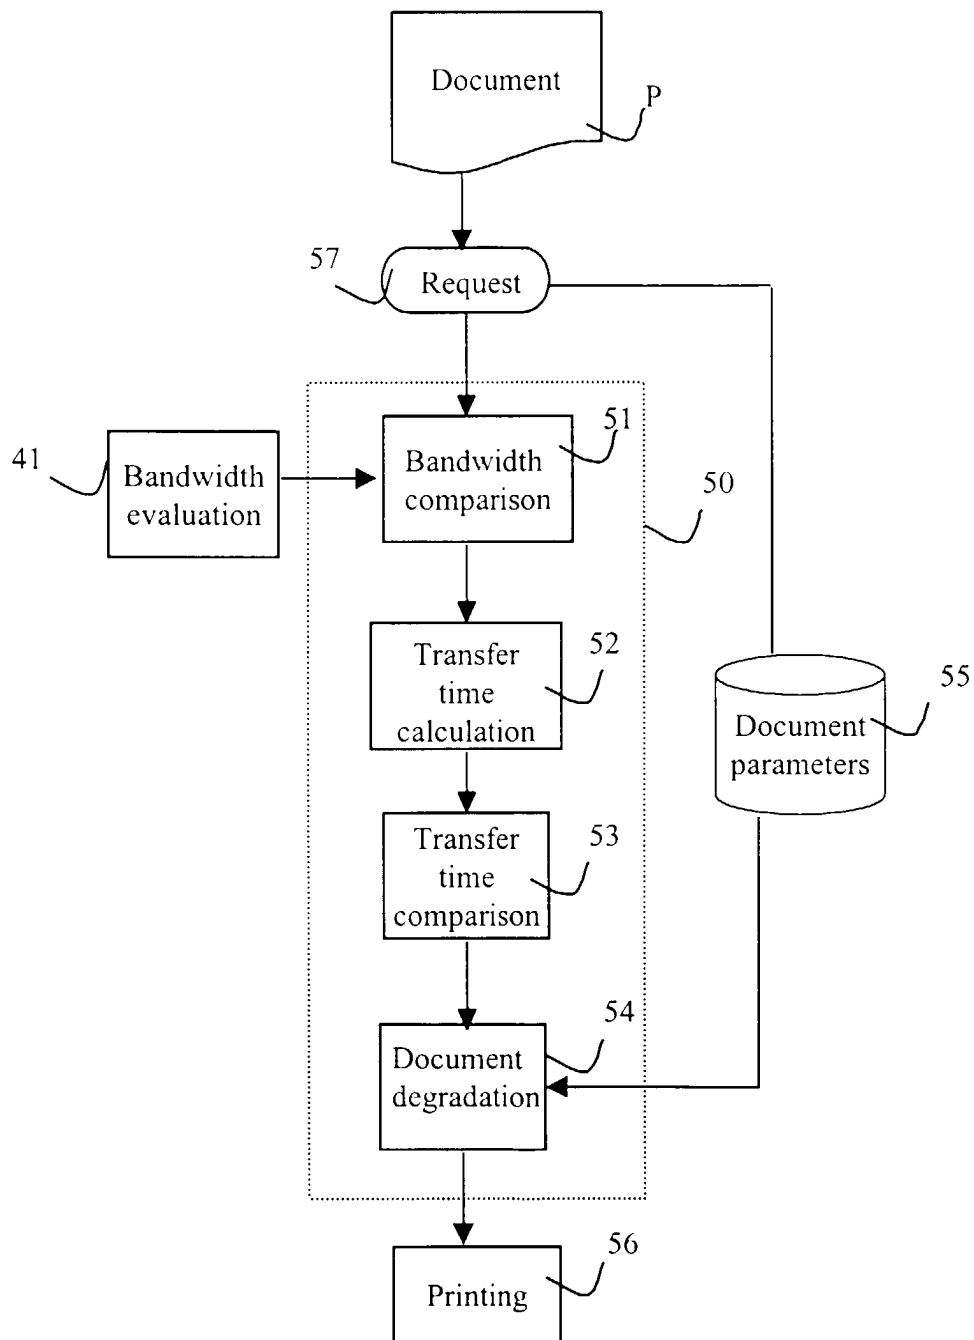 Document
P
57
Request
51
41
Bandwidth
evaluation
Bandwidth
comparison
50
52
Transfer
time
calculation
55
Document
parameters
53
Transfer
time
comparison
54
Document
degradation
56
Printing